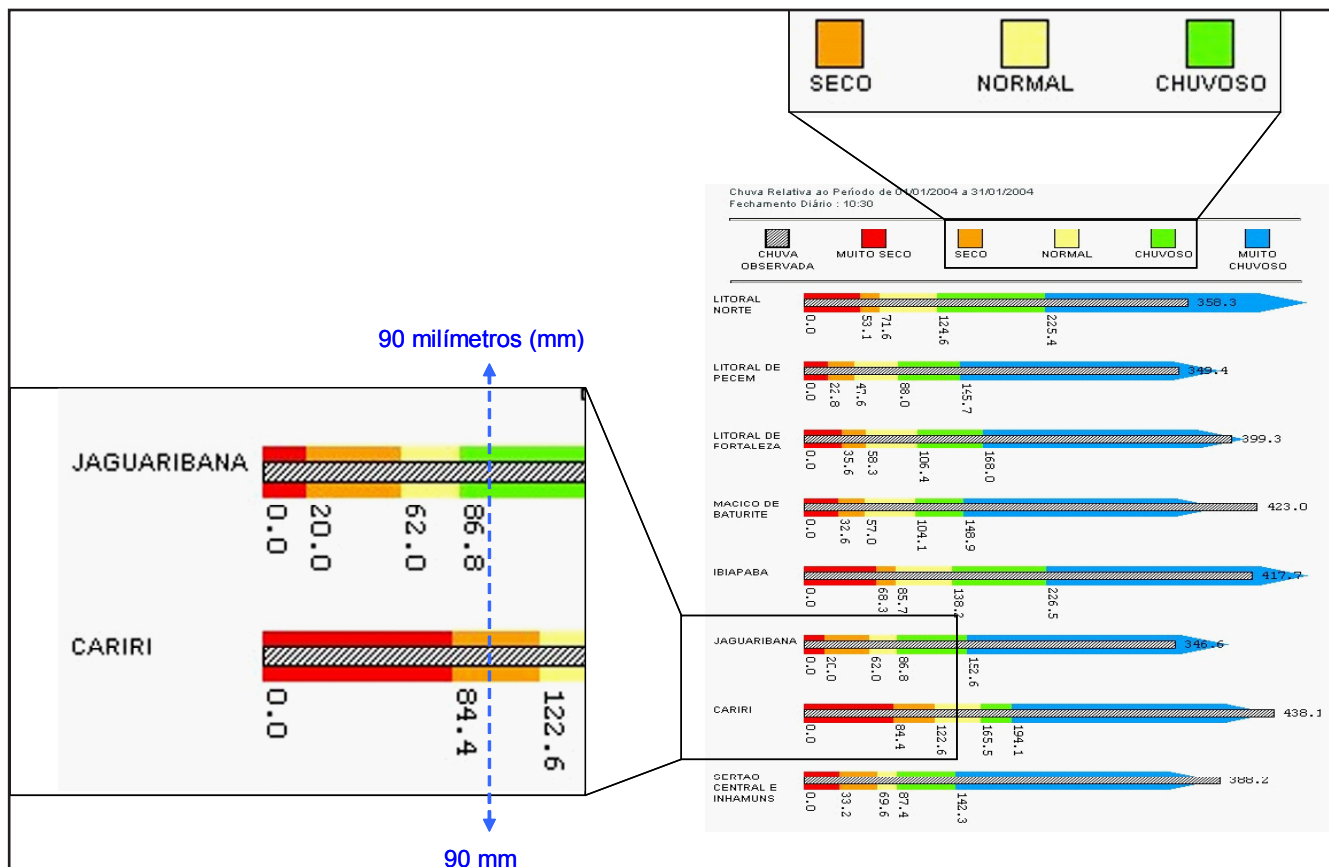 SECO NORMAL CHUVOSO
Chuva Relativa ao Período de 01/01/2004 a 31/01/2004
Fechamento Diário : 10:30
CHUVA OBSERVADA
MUITO SECO
SECO
NORMAL
CHUVOSO
MUITO CHUVOSO
LITORAL
NORTE
358.3
0.0 53.1 71.6 124.6 225.4
LITORAL DE
PECEM
349.4
0.0 22.8 47.6 88.0 145.7
LITORAL DE
FORTALEZA
399.3
0.0 35.6 58.3 106.4 168.0
MACICO DE
BATURITE
423.0
0.0 32.6 57.0 104.1 148.9
IBIAPABA
417.7
0.0 68.3 85.7 138.2 226.5
JAGUARIBANA
346.6
0.0 20.0 62.0 86.8 152.6
CARIRI
438.1
0.0 84.4 122.6 165.5 194.1
SERTAO
CENTRAL E
INHAMUNS
388.2
0.0 33.2 69.6 87.4 142.3
90 milímetros (mm)
JAGUARIBANA
0.0 20.0 62.0 86.8
CARIRI
0.0 84.4 122.6
90 mm